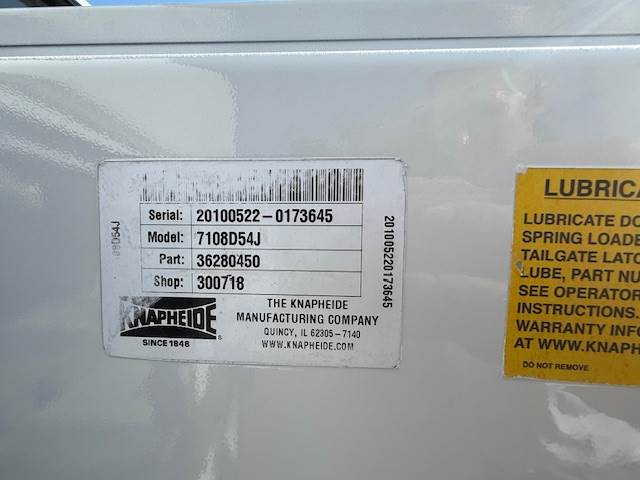 Serial: 20100522-0173645
Model: 7108D54J
Part: 36280450
Shop: 300718
KNAPHEIDE®
SINCE 1848
THE KNAPHEIDE
MANUFACTURING COMPANY
QUINCY, IL 62305-7140
WWW.KNAPHEIDE.COM
201005220173645
08D54J
LUBRICA
LUBRICATE DO
SPRING LOADE
TAILGATE LATC
LUBE, PART NU
SEE OPERATOR
INSTRUCTIONS.
WARRANTY INFO
AT WWW.KNAPH
DO NOT REMOVE